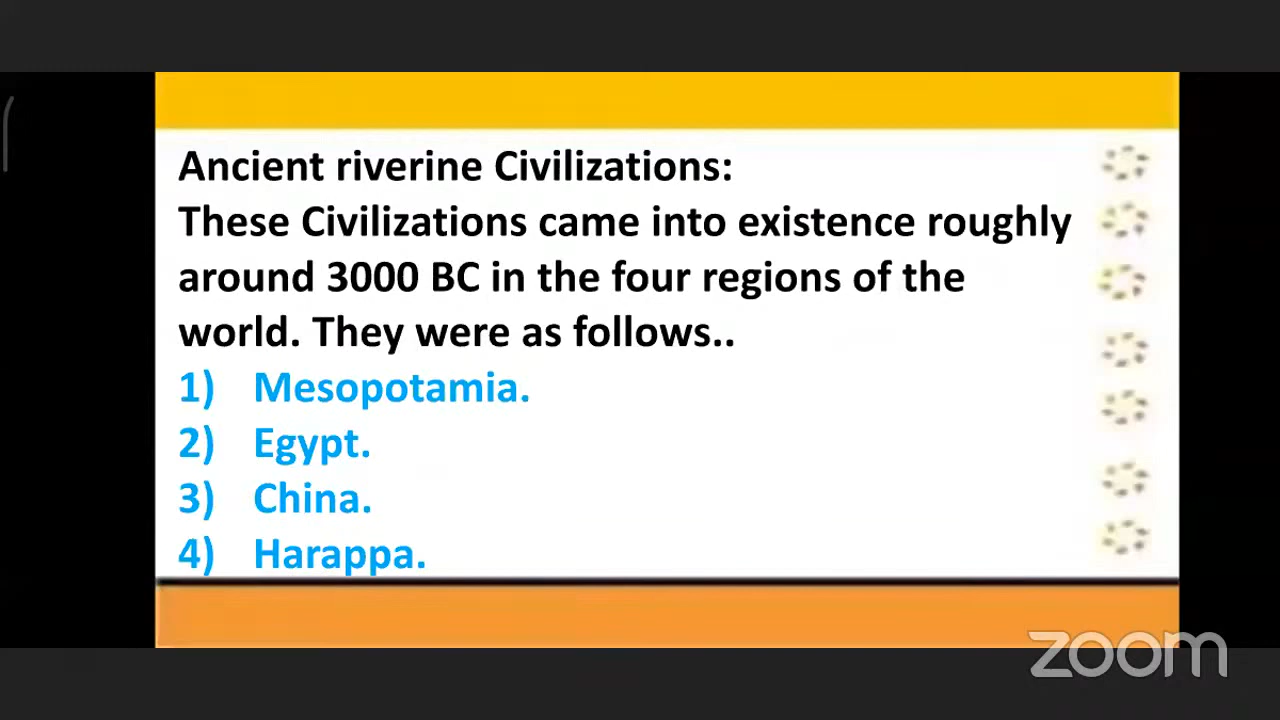 Ancient riverine Civilizations:
These Civilizations came into existence roughly
around 3000 BC in the four regions of the
world. They were as follows..
1) Mesopotamia.
2) Egypt.
3) China.
4) Harappa.
zoom